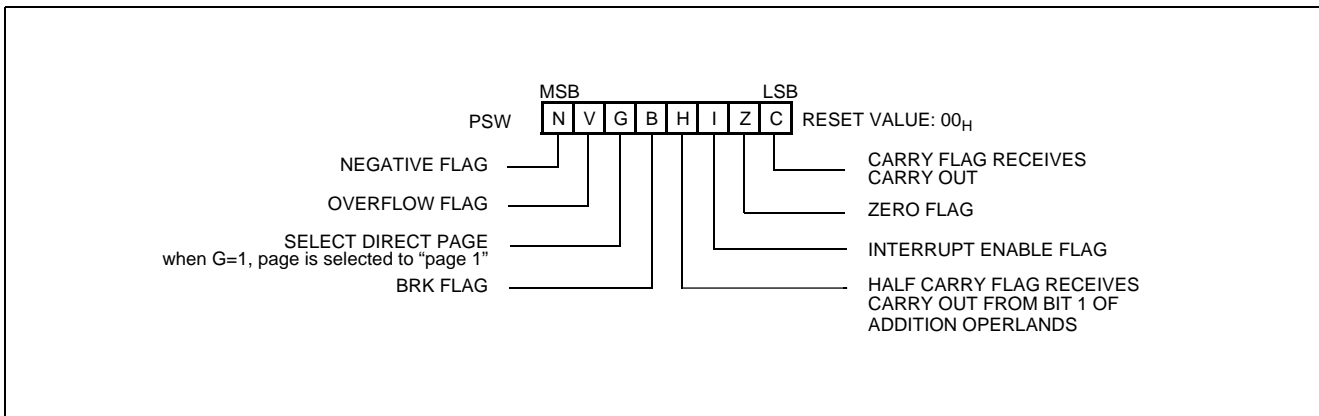 MSB LSB
PSW N V G B H I Z C RESET VALUE: 00H
NEGATIVE FLAG
OVERFLOW FLAG
SELECT DIRECT PAGE
when G=1, page is selected to “page 1”
BRK FLAG
CARRY FLAG RECEIVES
CARRY OUT
ZERO FLAG
INTERRUPT ENABLE FLAG
HALF CARRY FLAG RECEIVES
CARRY OUT FROM BIT 1 OF
ADDITION OPERLANDS